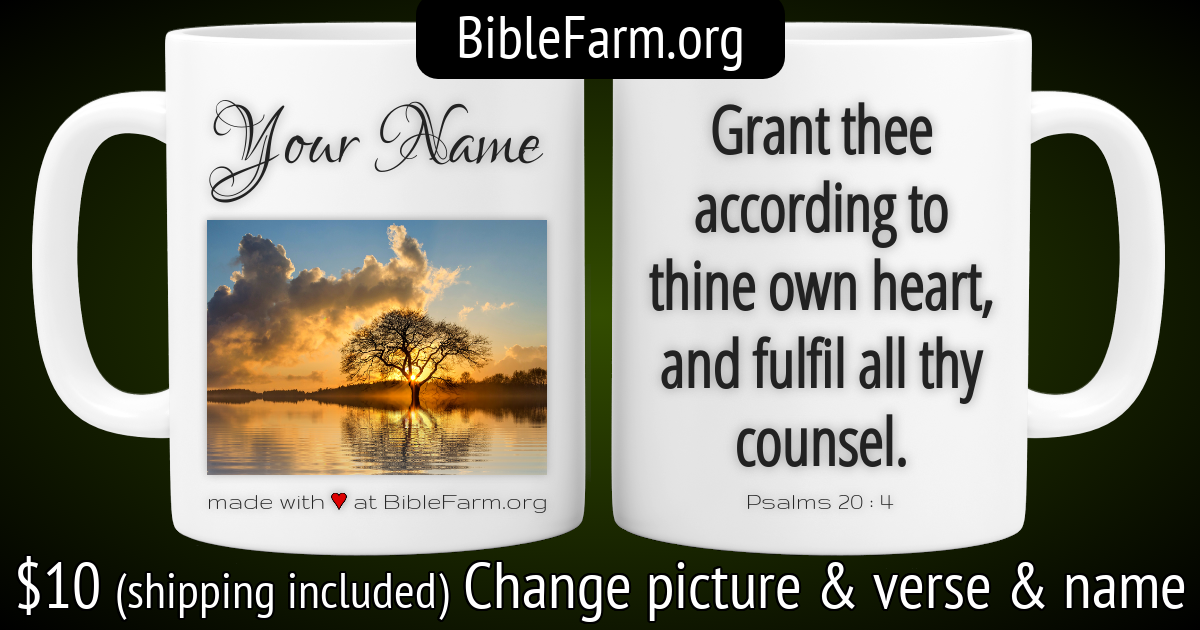 BibleFarm.org
Your Name
made with ♥ at BibleFarm.org
Grant thee
according to
thine own heart,
and fulfil all thy
counsel.
Psalms 20 : 4
$10 (shipping included) Change picture & verse & name